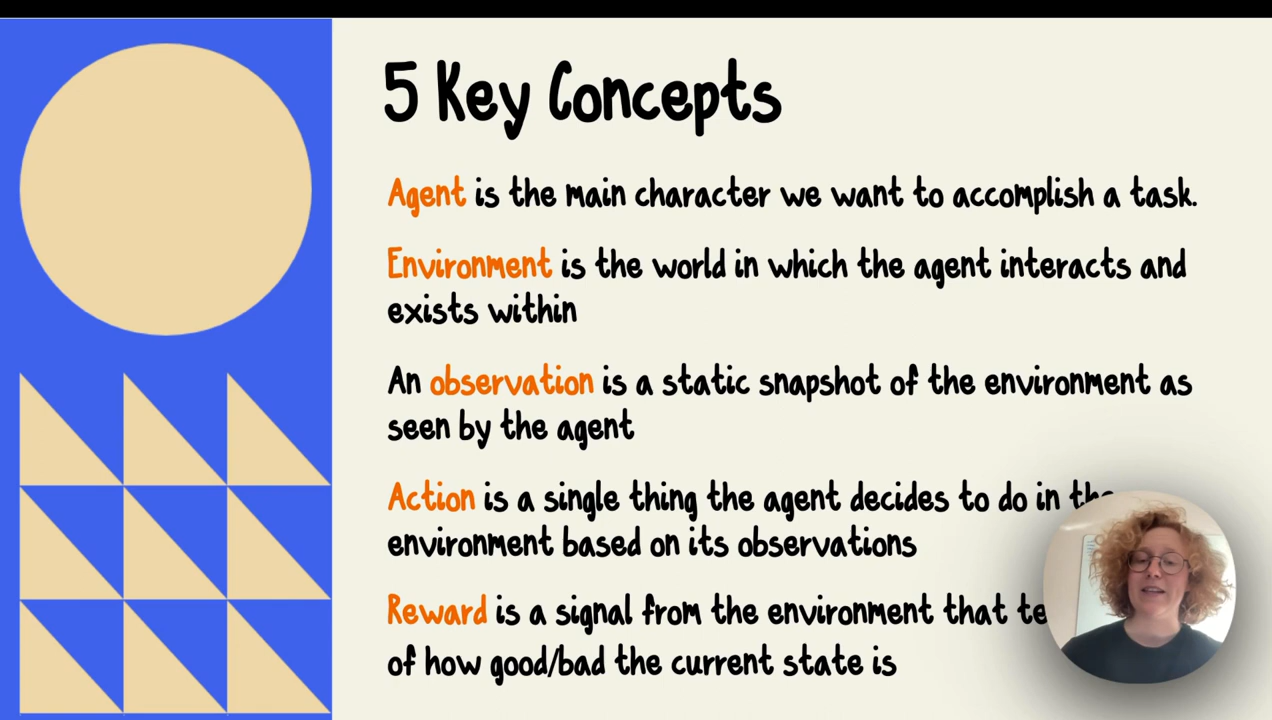 5 Key Concepts
Agent is the main character we want to accomplish a task.
Environment is the world in which the agent interacts and
exists within
An observation is a static snapshot of the environment as
seen by the agent
Action is a single thing the agent decides to do in the
environment based on its observations
Reward is a signal from the environment that
of how good/bad the current state is